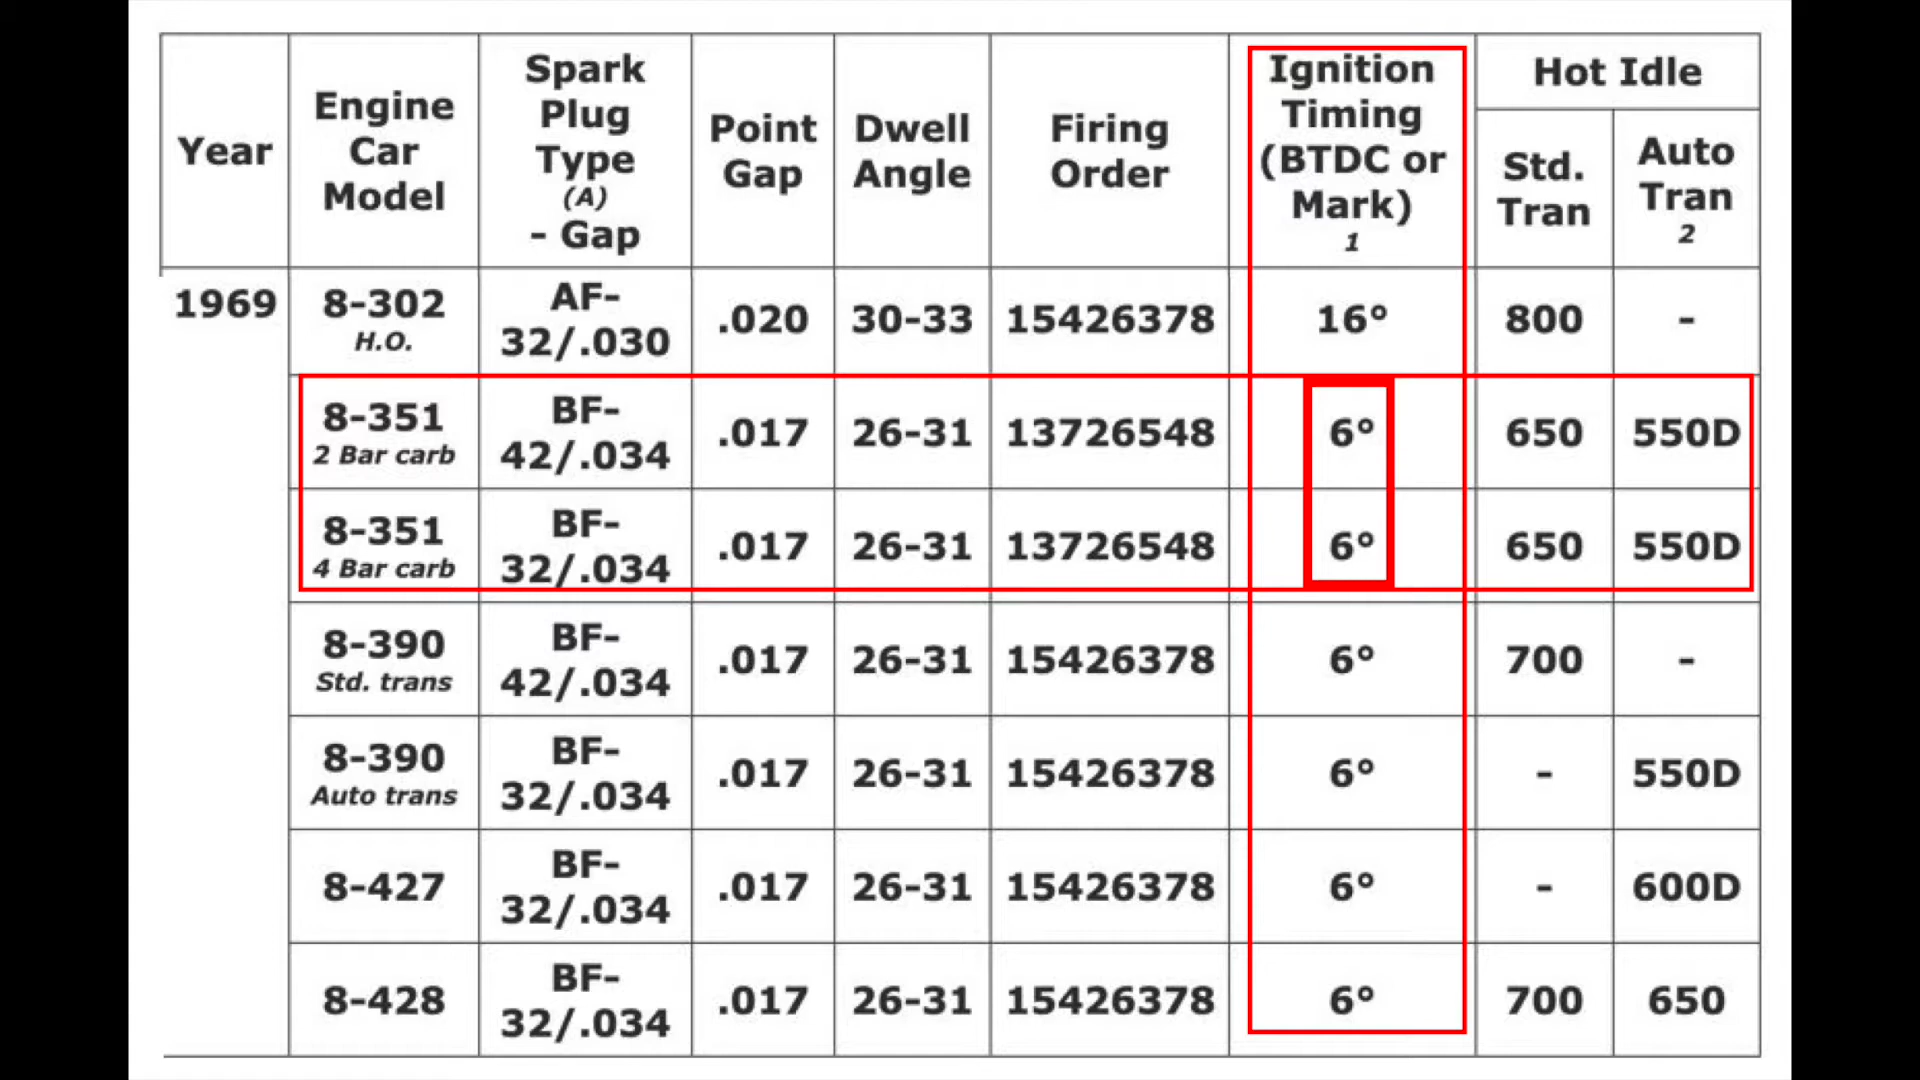 Year
Engine
Car
Model
Spark
Plug
Type
(A)
- Gap
Point
Gap
Dwell
Angle
Firing
Order
Ignition
Timing
(BTDC or
Mark)
1
Hot Idle
Std.
Tran
Auto
Tran
2
1969
8-302
H.O.
AF-
32/.030
.020
30-33
15426378
16°
800
-
8-351
2 Bar carb
BF-
42/.034
.017
26-31
13726548
6°
650
550D
8-351
4 Bar carb
BF-
32/.034
.017
26-31
13726548
6°
650
550D
8-390
Std. trans
BF-
42/.034
.017
26-31
15426378
6°
700
-
8-390
Auto trans
BF-
32/.034
.017
26-31
15426378
6°
-
550D
8-427
BF-
32/.034
.017
26-31
15426378
6°
-
600D
8-428
BF-
32/.034
.017
26-31
15426378
6°
700
650